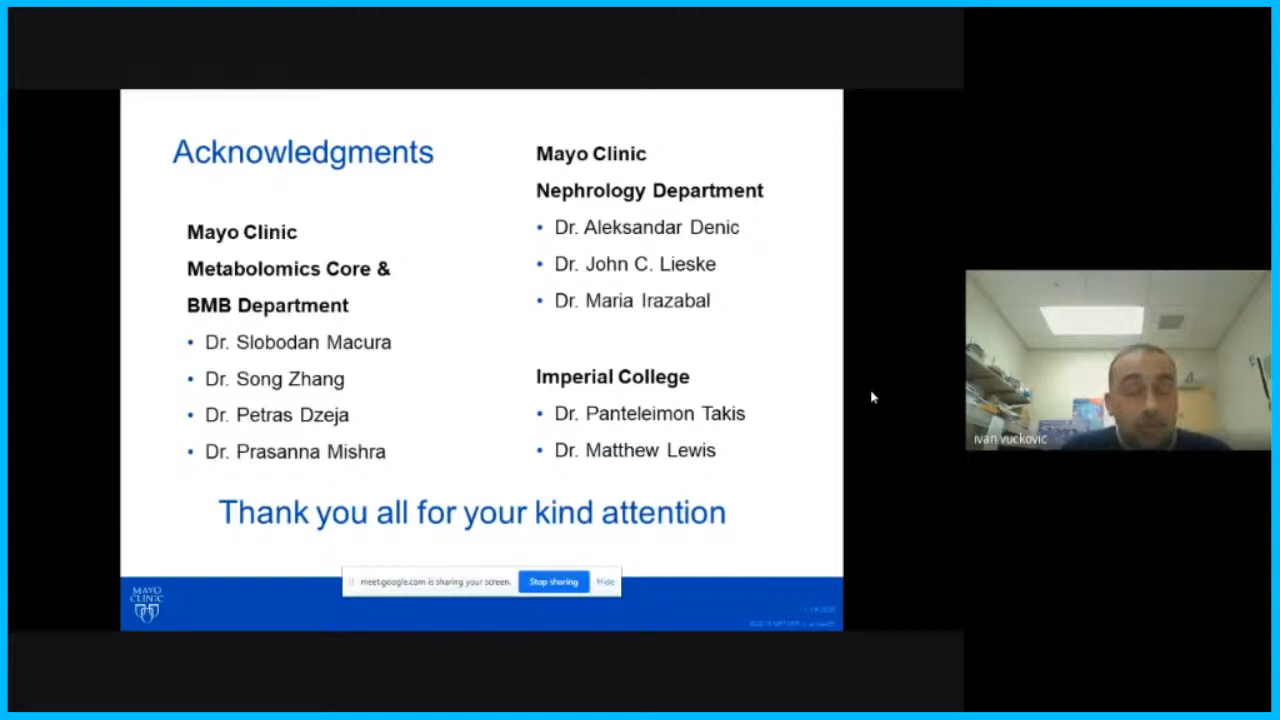 Acknowledgments
Mayo Clinic
Metabolomics Core &
BMB Department
• Dr. Slobodan Macura
• Dr. Song Zhang
• Dr. Petras Dzeja
• Dr. Prasanna Mishra
Mayo Clinic
Nephrology Department
• Dr. Aleksandar Denic
• Dr. John C. Lieske
• Dr. Maria Irazabal
Imperial College
• Dr. Panteleimon Takis
• Dr. Matthew Lewis
Thank you all for your kind attention
meet.google.com is sharing your screen.
Stop sharing
Hide
MAYO
CLINIC
ivan vuckovic